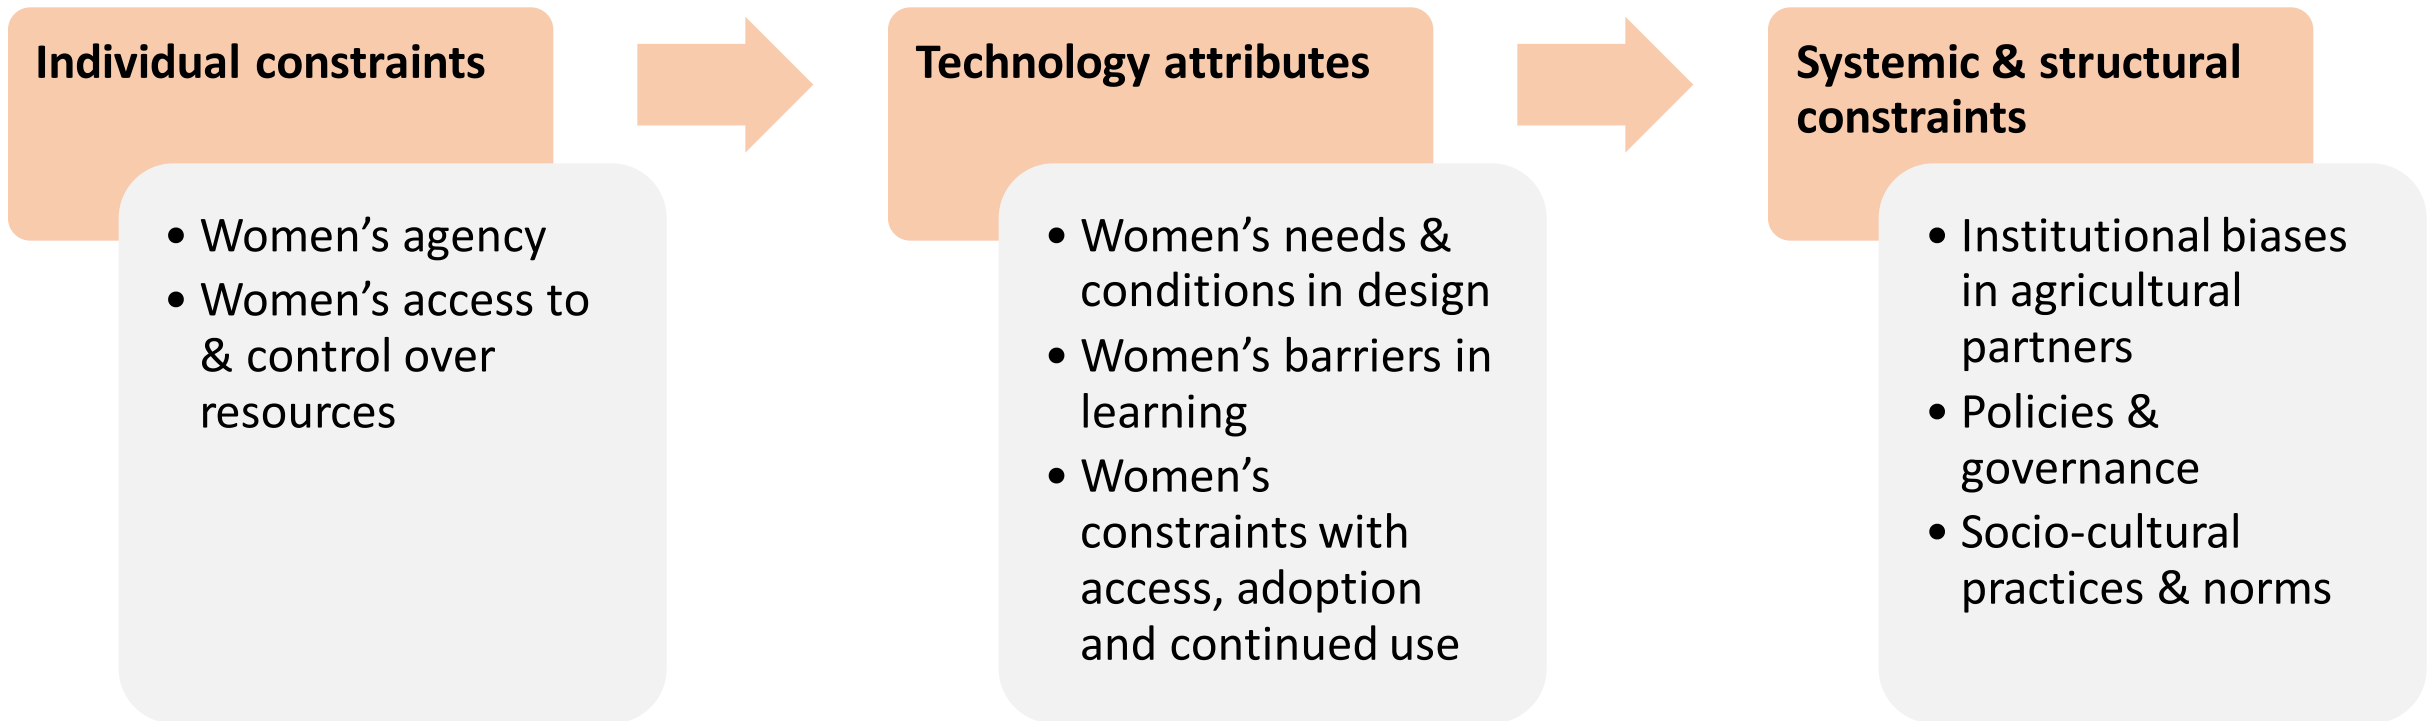 Individual constraints
• Women’s agency
• Women’s access to
& control over
resources
Technology attributes
• Women’s needs &
conditions in design
• Women’s barriers in
learning
• Women’s
constraints with
access, adoption
and continued use
Systemic & structural
constraints
• Institutional biases
in agricultural
partners
• Policies &
governance
• Socio-cultural
practices & norms